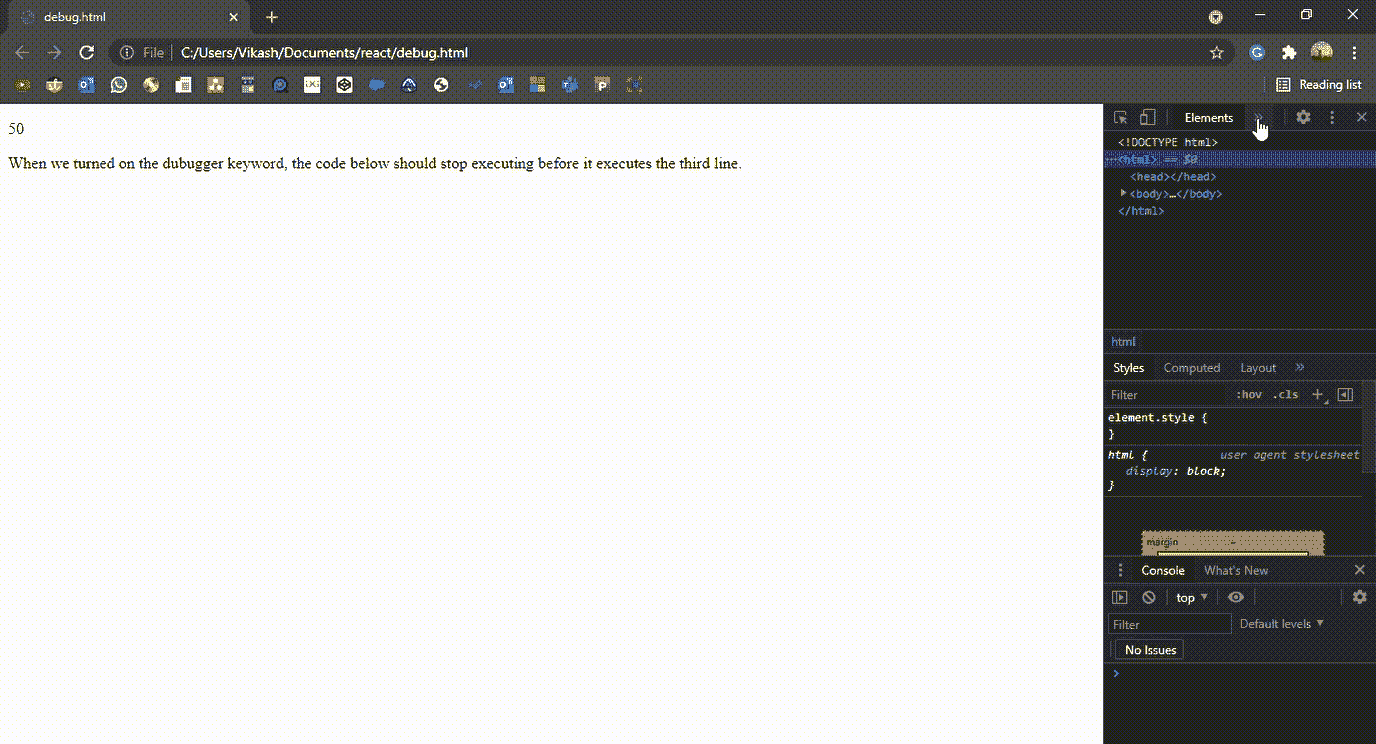 debug.html
File C:/Users/Vikash/Documents/react/debug.html
Reading list
50
When we turned on the dubugger keyword, the code below should stop executing before it executes the third line.
Elements
<!DOCTYPE html>
<html> == $0
<head></head>
<body>…</body>
</html>
html
Styles Computed Layout
Filter :hov .cls
element.style {
}
html { user agent stylesheet
display: block;
}
margin -
Console What's New
top
Filter Default levels
No Issues